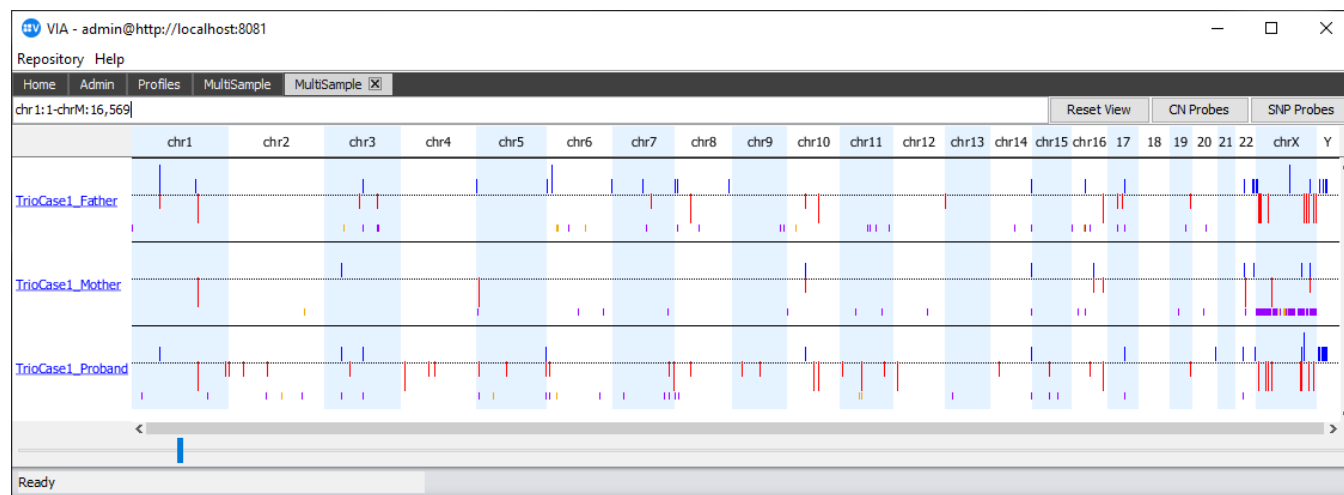 VIA - admin@http://localhost:8081
Repository Help
Home Admin Profiles MultiSample MultiSample
chr1:1-chrM:16,569 Reset View CN Probes SNP Probes
chr1 chr2 chr3 chr4 chr5 chr6 chr7 chr8 chr9 chr10 chr11 chr12 chr13 chr14 chr15 chr16 17 18 19 20 21 22 chrX Y
TrioCase1_Father
TrioCase1_Mother
TrioCase1_Proband
Ready